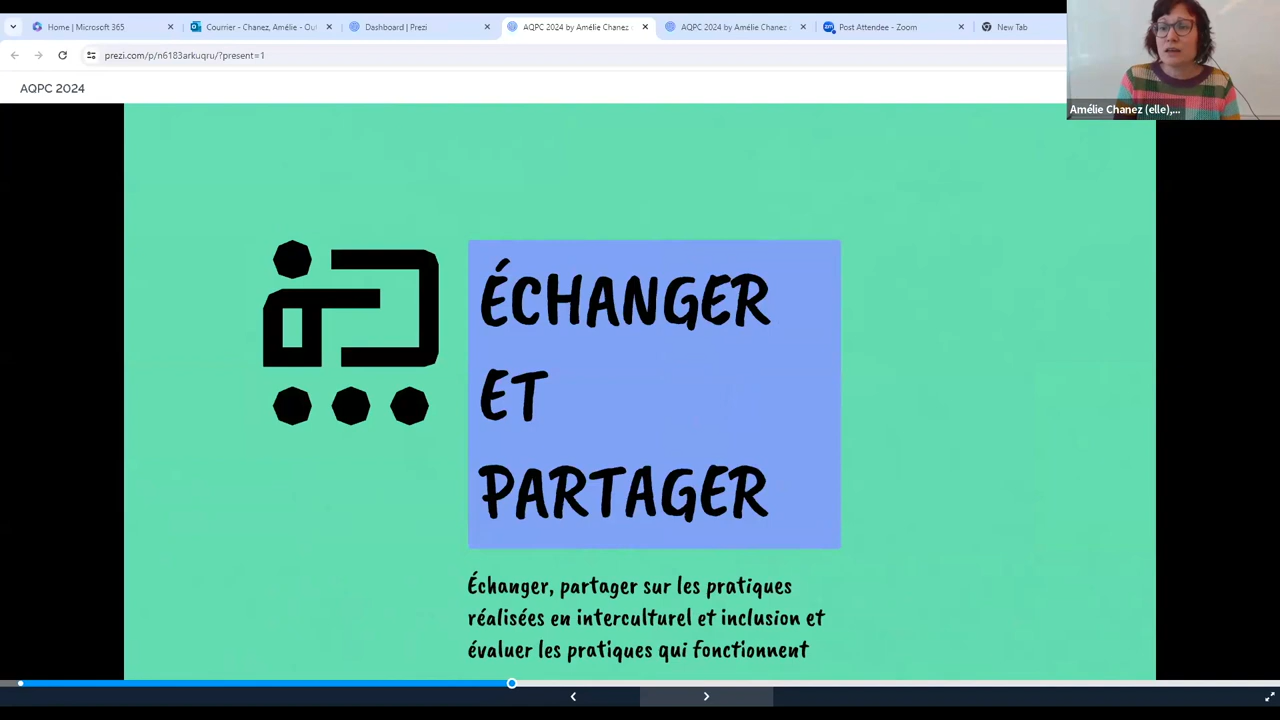 Home | Microsoft 365
Courrier - Chanez, Amélie - Out
Dashboard | Prezi
AQPC 2024 by Amélie Chanez
AQPC 2024 by Amélie Chanez
Post Attendee - Zoom
New Tab
prezi.com/p/n6183arkuqru/?present=1
AQPC 2024
Amélie Chanez (elle),...
ÉCHANGER
ET
PARTAGER
Échanger, partager sur les pratiques
réalisées en interculturel et inclusion et
évaluer les pratiques qui fonctionnent